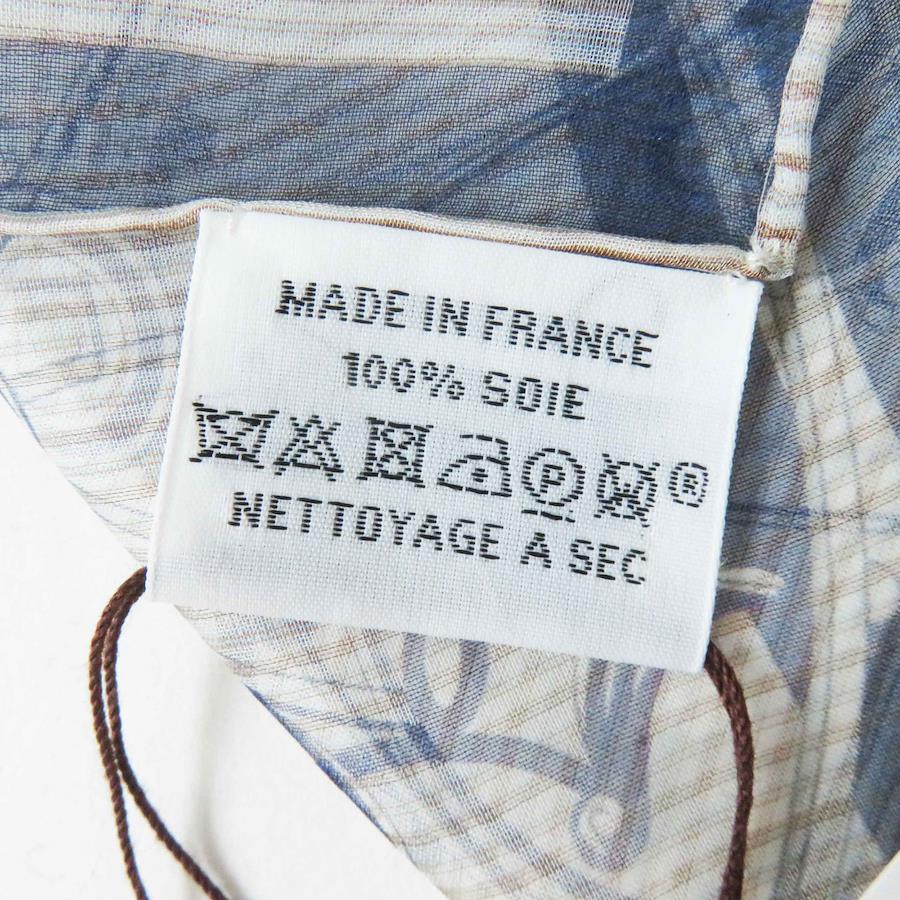 MADE IN FRANCE
100% SOIE
P ®
NETTOYAGE A SEC